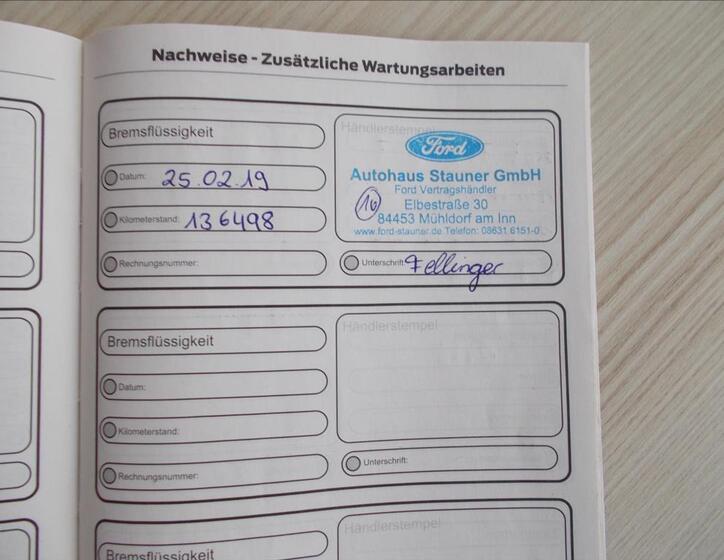 Nachweise - Zusätzliche Wartungsarbeiten
Bremsflüssigkeit
Händlerstempel
Ford
Datum: 25.02.19
Autohaus Stauner GmbH
Ford Vertragshändler
Kilometerstand: 136498
16
Elbestraße 30
84453 Mühldorf am Inn
www.ford-stauner.de Telefon: 08631 6151-0
Rechnungsnummer:
Unterschrift: Fellinger
Bremsflüssigkeit
Händlerstempel
Datum:
Kilometerstand:
Rechnungsnummer:
Unterschrift:
Bremsflüssigkeit
Händlerstempel